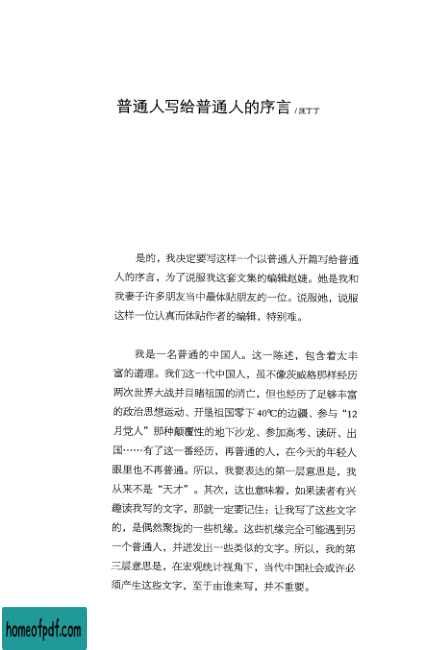 普通人写给普通人的序言 / 汪丁丁
是的，我决定要写这样一个以普通人开篇写给普通
人的序言，为了说服我这套文集的编辑赵婕。她是我和
我妻子许多朋友当中最体贴朋友的一位。说服她，说服
这样一位认真而体贴作者的编辑，特别难。
我是一名普通的中国人。这一陈述，包含着太丰
富的道理。我们这一代中国人，虽不像茨威格那样经历
两次世界大战并目睹祖国的消亡，但也经历了足够丰富
的政治思想运动、开垦祖国零下 40℃的边疆、参与“12
月党人”那种颠覆性的地下沙龙、参加高考、读研、出
国……有了这一番经历，再普通的人，在今天的年轻人
眼里也不再普通。所以，我要表达的第一层意思是，我
从来不是“天才”。其次，这也意味着，如果读者有兴
趣读我写的文字，那就一定要记住：让我写了这些文字
的，是偶然聚拢的一些机缘。这些机缘完全可能遇到另
一个普通人，并迸发出一些类似的文字。所以，我的第
三层意思是，在宏观统计视角下，当代中国社会或许必
须产生这些文字，至于由谁来写，并不重要。
homeofpdf.com